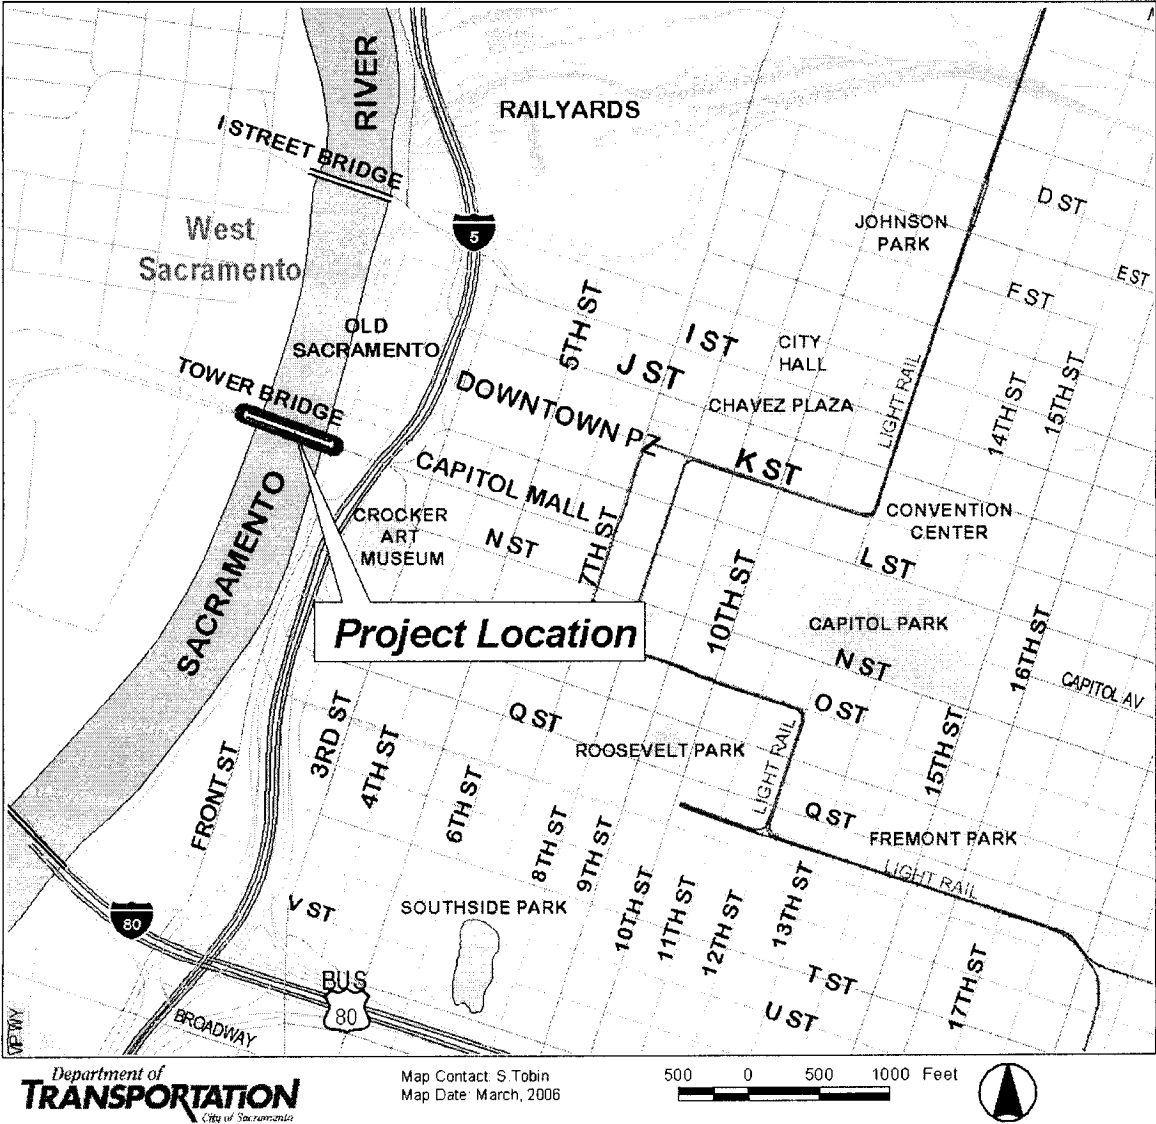 RIVER
RAILYARDS
I STREET BRIDGE
D ST
West
Sacramento
5
JOHNSON
PARK
E ST
F ST
5TH ST
OLD
SACRAMENTO
I ST
J ST
CITY
HALL
LIGHT RAIL
14TH ST
15TH ST
TOWER BRIDGE
DOWNTOWN PZ
CHAVEZ PLAZA
K ST
CAPITOL MALL
SACRAMENTO
CROCKER
ART
MUSEUM
N ST
7TH ST
CONVENTION
CENTER
L ST
10TH ST
Project Location
CAPITOL PARK
N ST
16TH ST
CAPITOL AV
O ST
3RD ST
4TH ST
Q ST
ROOSEVELT PARK
LIGHT RAIL
15TH ST
FRONT ST
6TH ST
8TH ST
9TH ST
Q ST
FREMONT PARK
LIGHT RAIL
V ST
SOUTHSIDE PARK
10TH ST
11TH ST
12TH ST
13TH ST
80
BUS
80
T ST
U ST
17TH ST
BROADWAY
Department of
TRANSPORTATION
City of Sacramento
Map Contact: S.Tobin
Map Date: March, 2006
500 0 500 1000 Feet